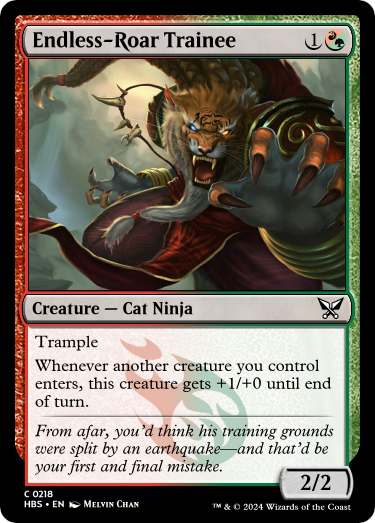 Endless-Roar Trainee 1
Creature — Cat Ninja
Trample
Whenever another creature you control
enters, this creature gets +1/+0 until end
of turn.
From afar, you’d think his training grounds
were split by an earthquake—and that’d be
your first and final mistake.
2/2
C 0218
HBS • EN Melvin Chan
™ & © 2024 Wizards of the Coast